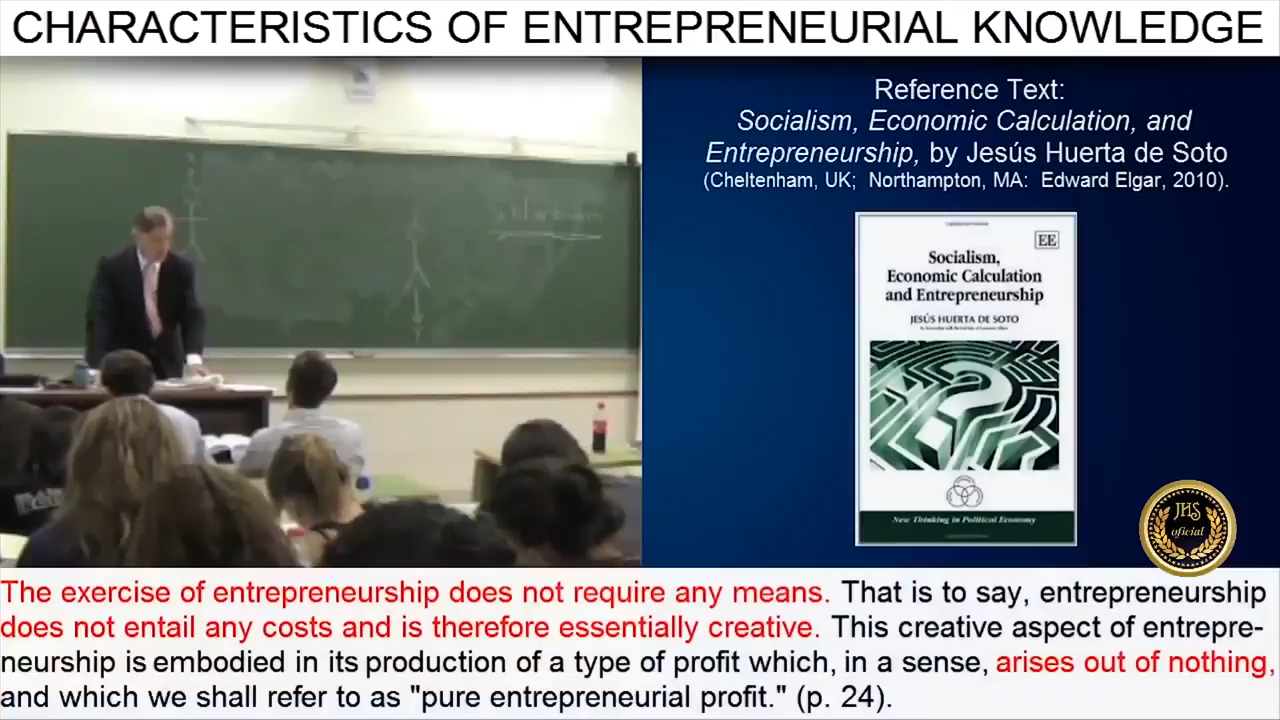 CHARACTERISTICS OF ENTREPRENEURIAL KNOWLEDGE
Reference Text:
Socialism, Economic Calculation, and
Entrepreneurship, by Jesús Huerta de Soto
(Cheltenham, UK; Northampton, MA: Edward Elgar, 2010).
EE
Socialism,
Economic Calculation
and Entrepreneurship
JESÚS HUERTA DE SOTO
New Thinking in Political Economy
JHS
oficial
The exercise of entrepreneurship does not require any means. That is to say, entrepreneurship
does not entail any costs and is therefore essentially creative. This creative aspect of entrepre-
neurship is embodied in its production of a type of profit which, in a sense, arises out of nothing,
and which we shall refer to as "pure entrepreneurial profit." (p. 24).